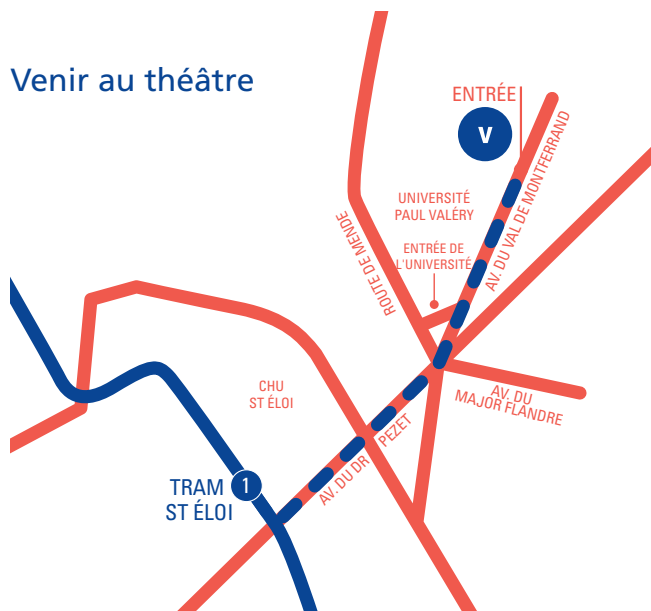 Venir au théâtre
ENTRÉE
V
AV. DU VAL DE MONTFERRAND
UNIVERSITÉ
PAUL VALÉRY
ROUTE DE MENDE
ENTRÉE DE
L'UNIVERSITÉ
CHU
ST ÉLOI
AV. DU
MAJOR FLANDRE
AV. DU DR PEZET
TRAM 1
ST ÉLOI